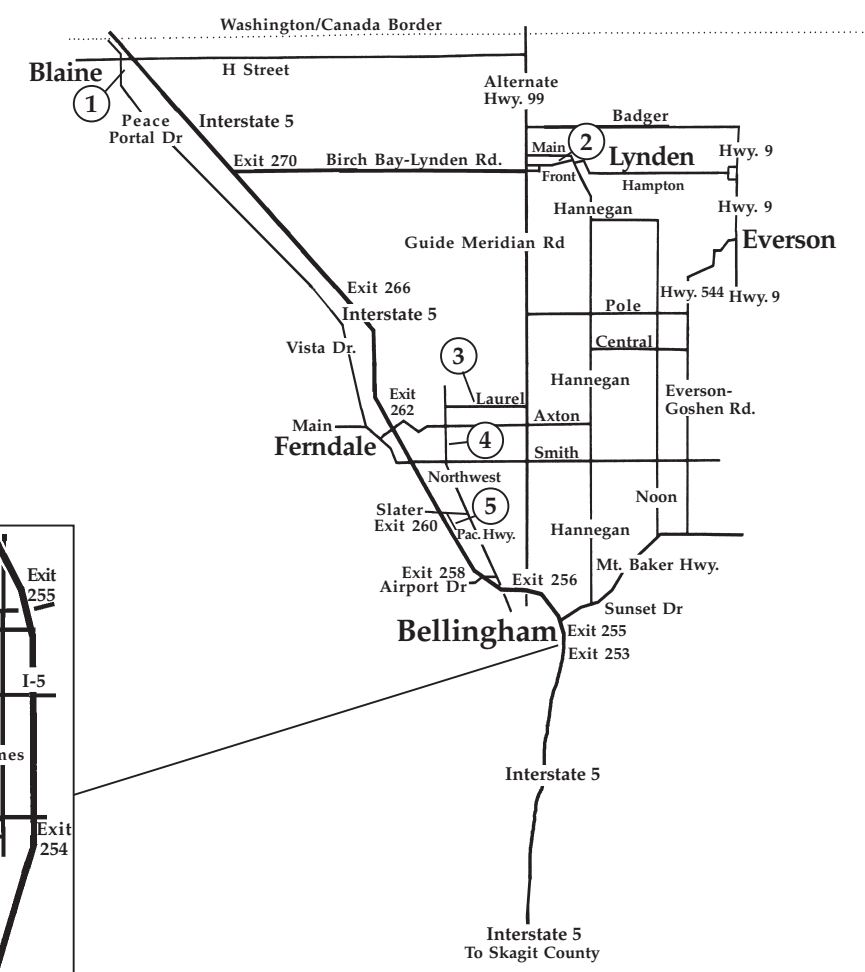 Washington/Canada Border
Blaine
H Street
Alternate
Hwy. 99
1
Peace
Portal Dr
Interstate 5
Badger
2
Main
Lynden
Hwy. 9
Exit 270
Birch Bay-Lynden Rd.
Front
Hampton
Hannegan
Hwy. 9
Guide Meridian Rd
Everson
Exit 266
Hwy. 544
Hwy. 9
Interstate 5
Pole
Vista Dr.
Central
3
Hannegan
Exit
262
Laurel
Everson-
Goshen Rd.
Main
Axton
Ferndale
4
Smith
Northwest
Noon
5
Slater
Exit 260
Pac. Hwy.
Hannegan
Mt. Baker Hwy.
Exit 258
Airport Dr
Exit 256
Sunset Dr
Exit
255
Bellingham
Exit 255
Exit 253
I-5
nes
Interstate 5
Exit
254
Interstate 5
To Skagit County